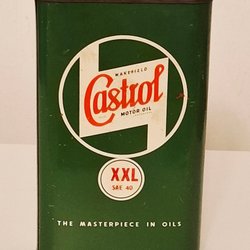 WAKEFIELD
Castrol
MOTOR OIL
XXL
SAE 40
THE MASTERPIECE IN OILS